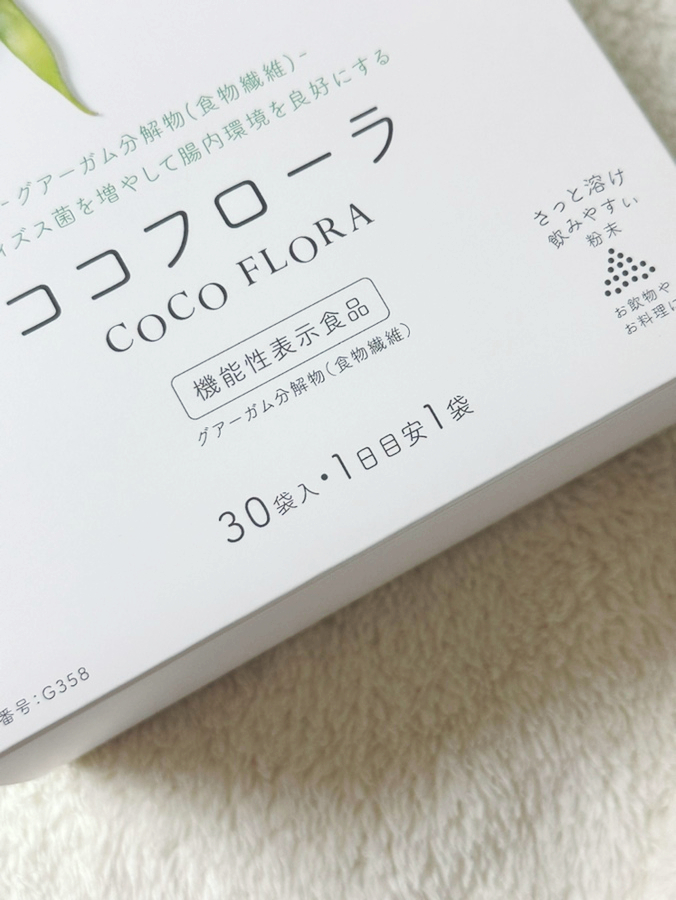 -グアーガム分解物(食物繊維)-
ィズス菌を増やして腸内環境を良好にする
ココフローラ
COCO FLORA
機能性表示食品
グアーガム分解物(食物繊維)
30袋入・1日目安1袋
さっと溶け
飲みやすい
粉末
お飲物や
お料理に
番号:G358